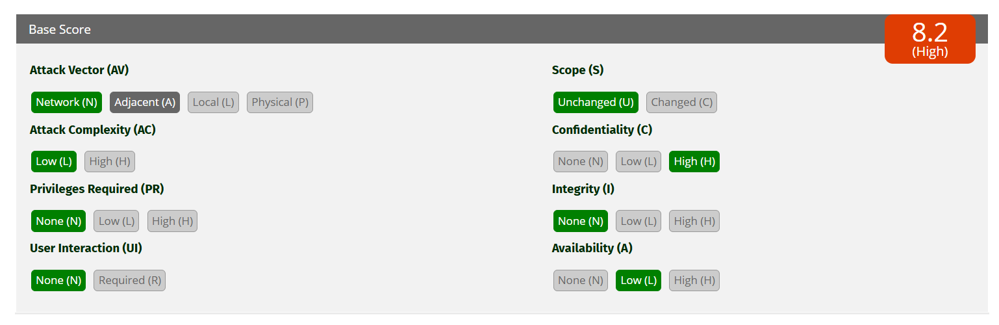 Base Score
8.2
(High)
Attack Vector (AV)
Network (N) Adjacent (A) Local (L) Physical (P)
Attack Complexity (AC)
Low (L) High (H)
Privileges Required (PR)
None (N) Low (L) High (H)
User Interaction (UI)
None (N) Required (R)
Scope (S)
Unchanged (U) Changed (C)
Confidentiality (C)
None (N) Low (L) High (H)
Integrity (I)
None (N) Low (L) High (H)
Availability (A)
None (N) Low (L) High (H)